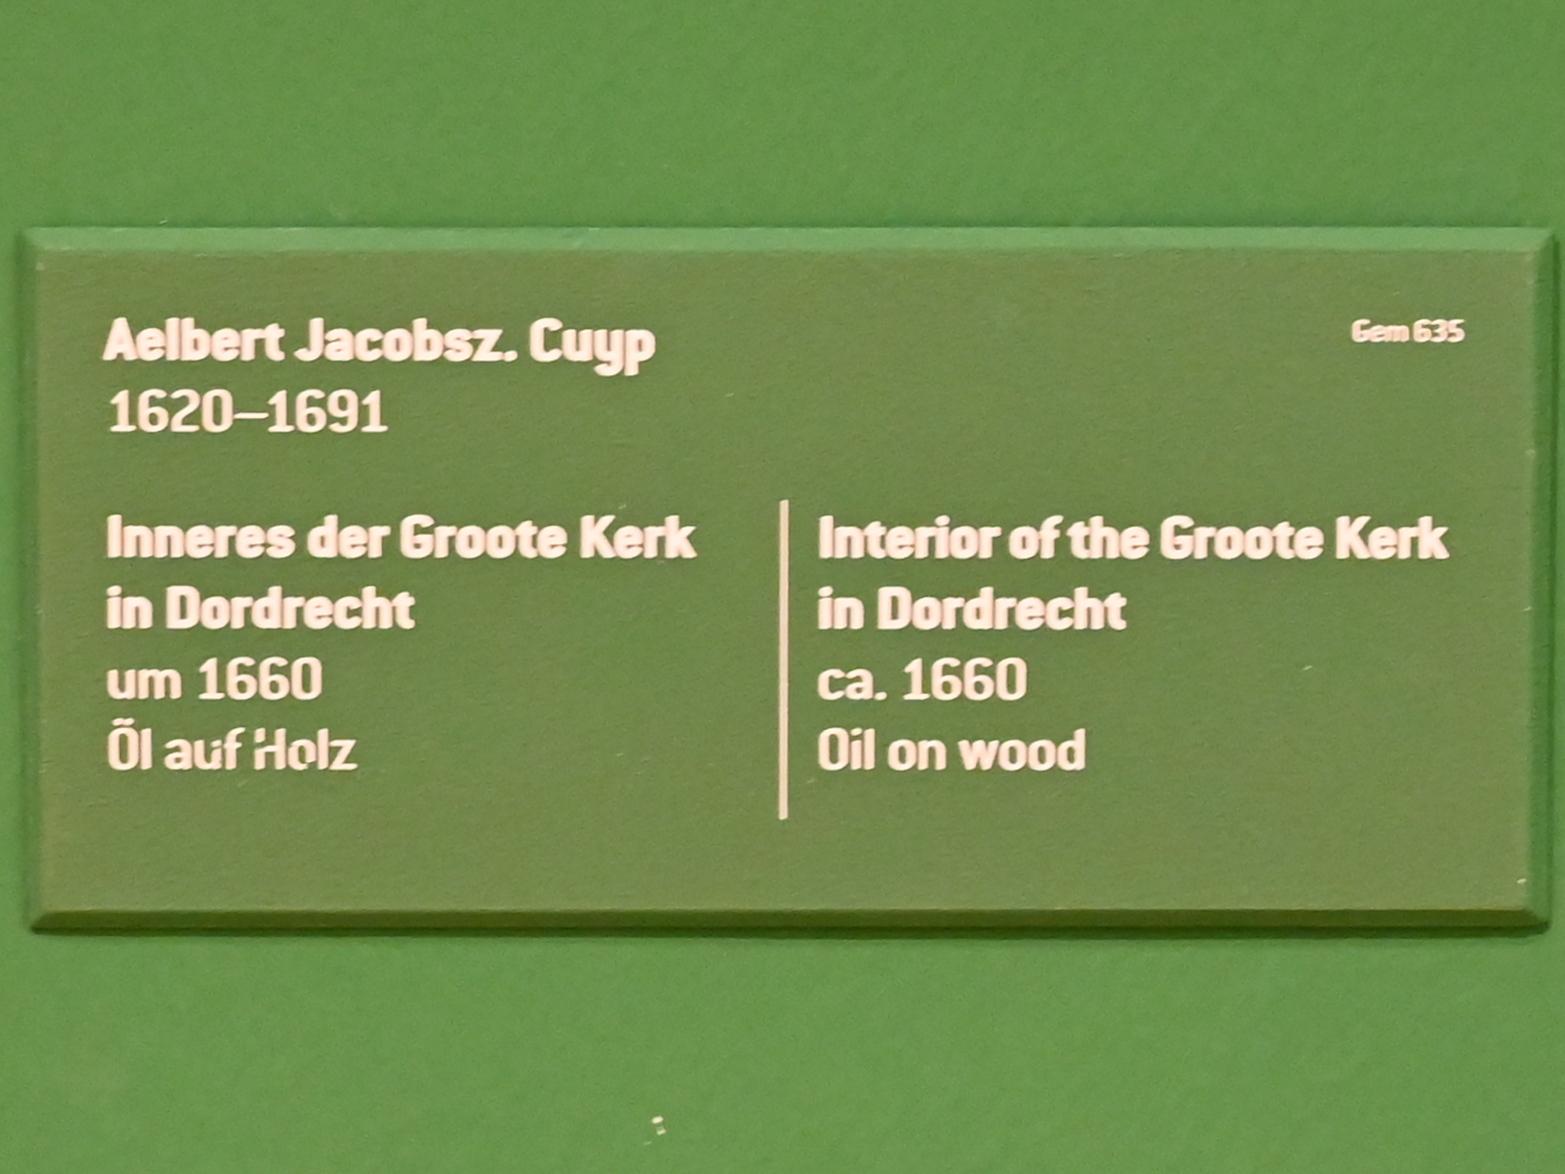 Aelbert Jacobsz. Cuyp
Gem 635
1620–1691
Inneres der Groote Kerk
in Dordrecht
um 1660
Öl auf Holz
Interior of the Groote Kerk
in Dordrecht
ca. 1660
Oil on wood